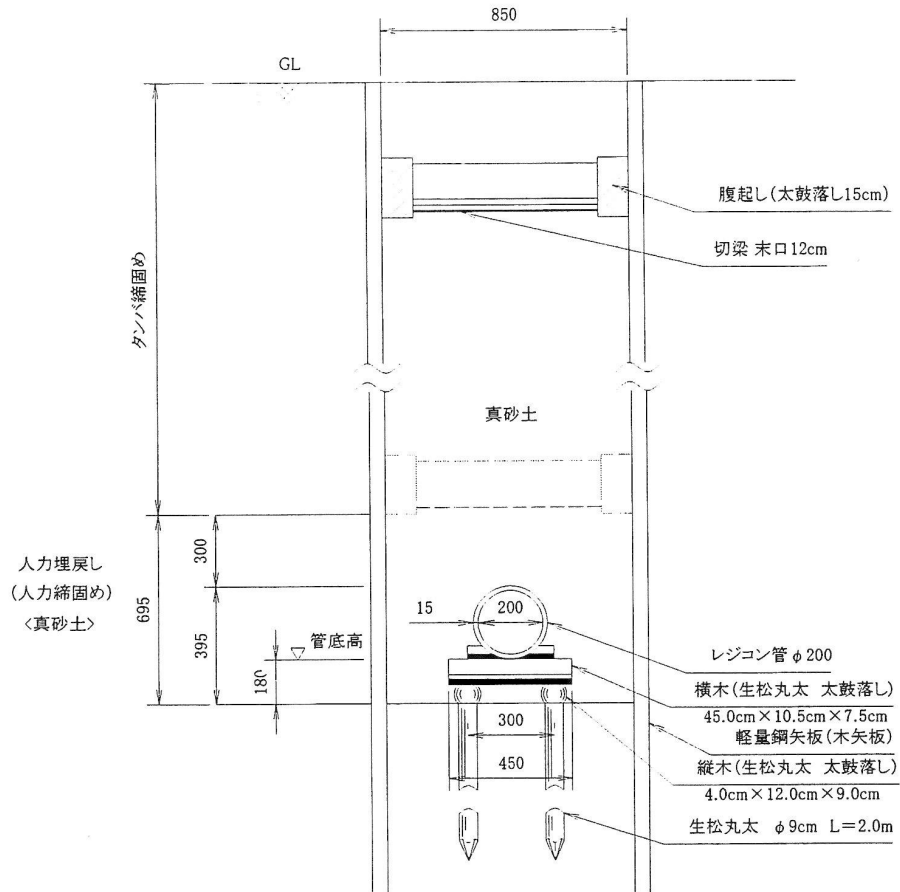 850
GL
腹起し(太鼓落し15cm)
切梁 末口12cm
タンパ締固め
真砂土
人力埋戻し
(人力締固め)
〈真砂土〉
695
300
395
180
管底高
15
200
レジコン管φ200
横木(生松丸太 太鼓落し)
45.0cm×10.5cm×7.5cm
軽量鋼矢板(木矢板)
縦木(生松丸太 太鼓落し)
4.0cm×12.0cm×9.0cm
300
450
生松丸太 φ9cm L=2.0m